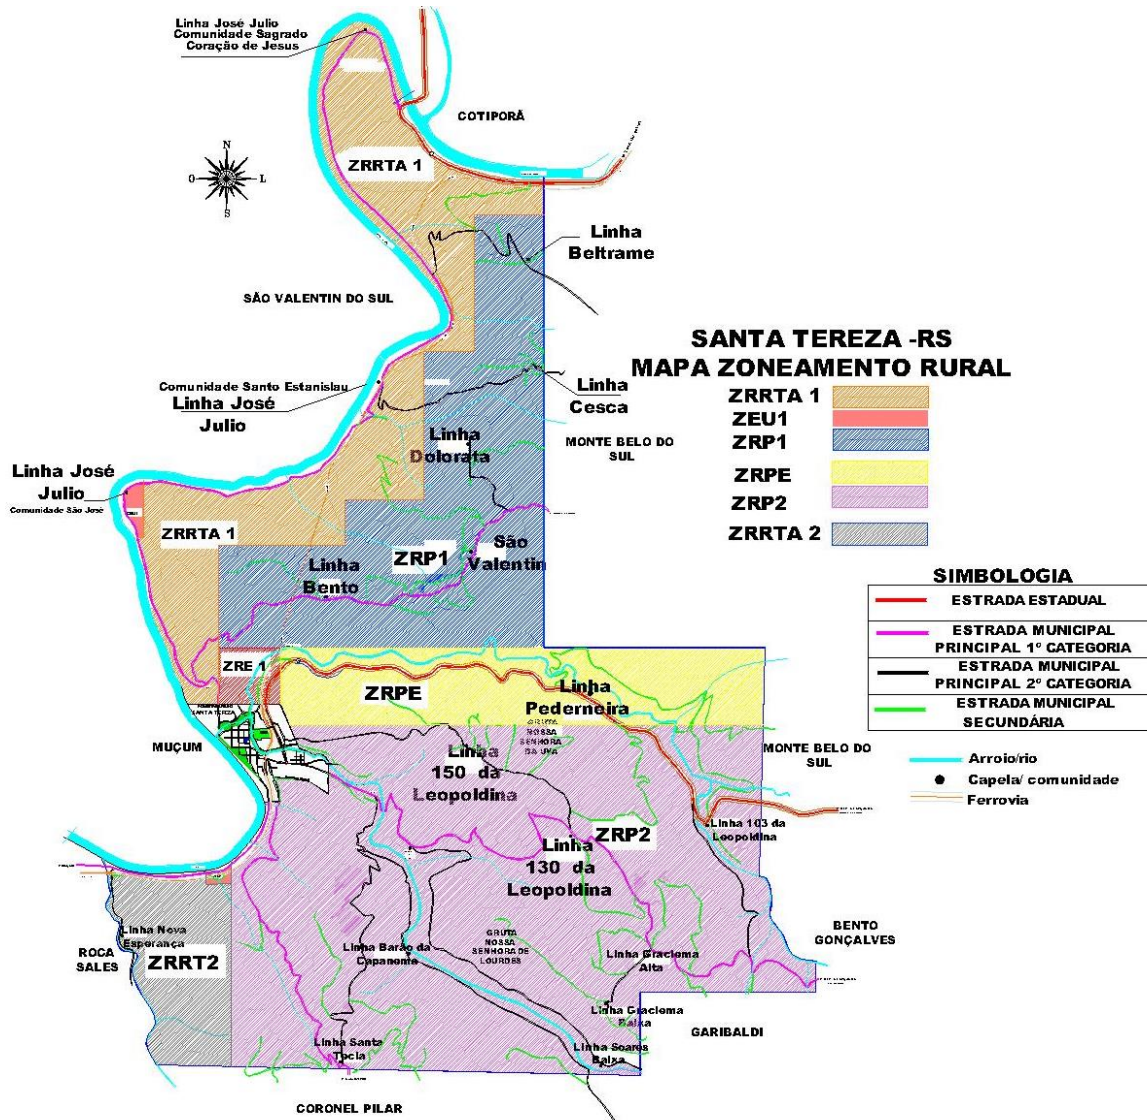 Linha José Julio
Comunidade Sagrado
Coração de Jesus
COTIPORÃ
N
O
L
S
ZRRTA 1
Linha
Beltrame
SÃO VALENTIN DO SUL
SANTA TEREZA -RS
MAPA ZONEAMENTO RURAL
ZRRTA 1
ZEU1
ZRP1
ZRPE
ZRP2
ZRRTA 2
Comunidade Santo Estanislau
Linha José
Julio
Linha
Cesca
Linha
Dolorata
MONTE BELO DO
SUL
Linha José
Julio
Comunidade São José
ZRRTA 1
ZRP1
São
Valentin
Linha
Bento
SIMBOLOGIA
ESTRADA ESTADUAL
ESTRADA MUNICIPAL
PRINCIPAL 1º CATEGORIA
ESTRADA MUNICIPAL
PRINCIPAL 2º CATEGORIA
ESTRADA MUNICIPAL
SECUNDÁRIA
Arroio/rio
Capela/ comunidade
Ferrovia
ZRE 1
ZRPE
Linha
Pederneira
SANTA TEREZA
GRUTA
NOSSA
SENHORA
DA UVA
MUÇUM
Linha
150 da
Leopoldina
MONTE BELO DO
SUL
Linha 103 da
Leopoldina
ZRP2
Linha
130 da
Leopoldina
Linha Nova
Esperança
ROCA
SALES
ZRRT2
Linha Barão da
Capanema
GRUTA
NOSSA
SENHORA DE
LOURDES
Linha Graciema
Alta
BENTO
GONÇALVES
Linha Graciema
Baixa
GARIBALDI
Linha Santa
Tecla
Linha Soares
Baixa
CORONEL PILAR